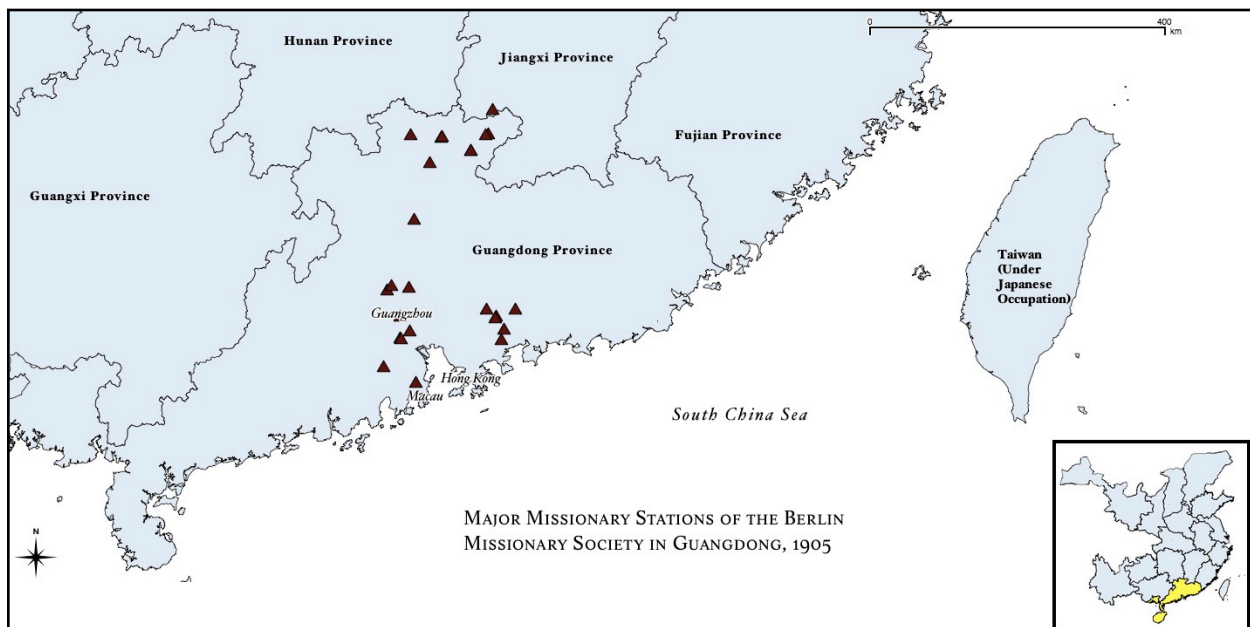 0 400
km
Hunan Province
Jiangxi Province
Fujian Province
Guangxi Province
Guangdong Province
Taiwan
(Under
Japanese
Occupation)
Guangzhou
Hong Kong
Macau
South China Sea
N
MAJOR MISSIONARY STATIONS OF THE BERLIN
MISSIONARY SOCIETY IN GUANGDONG, 1905